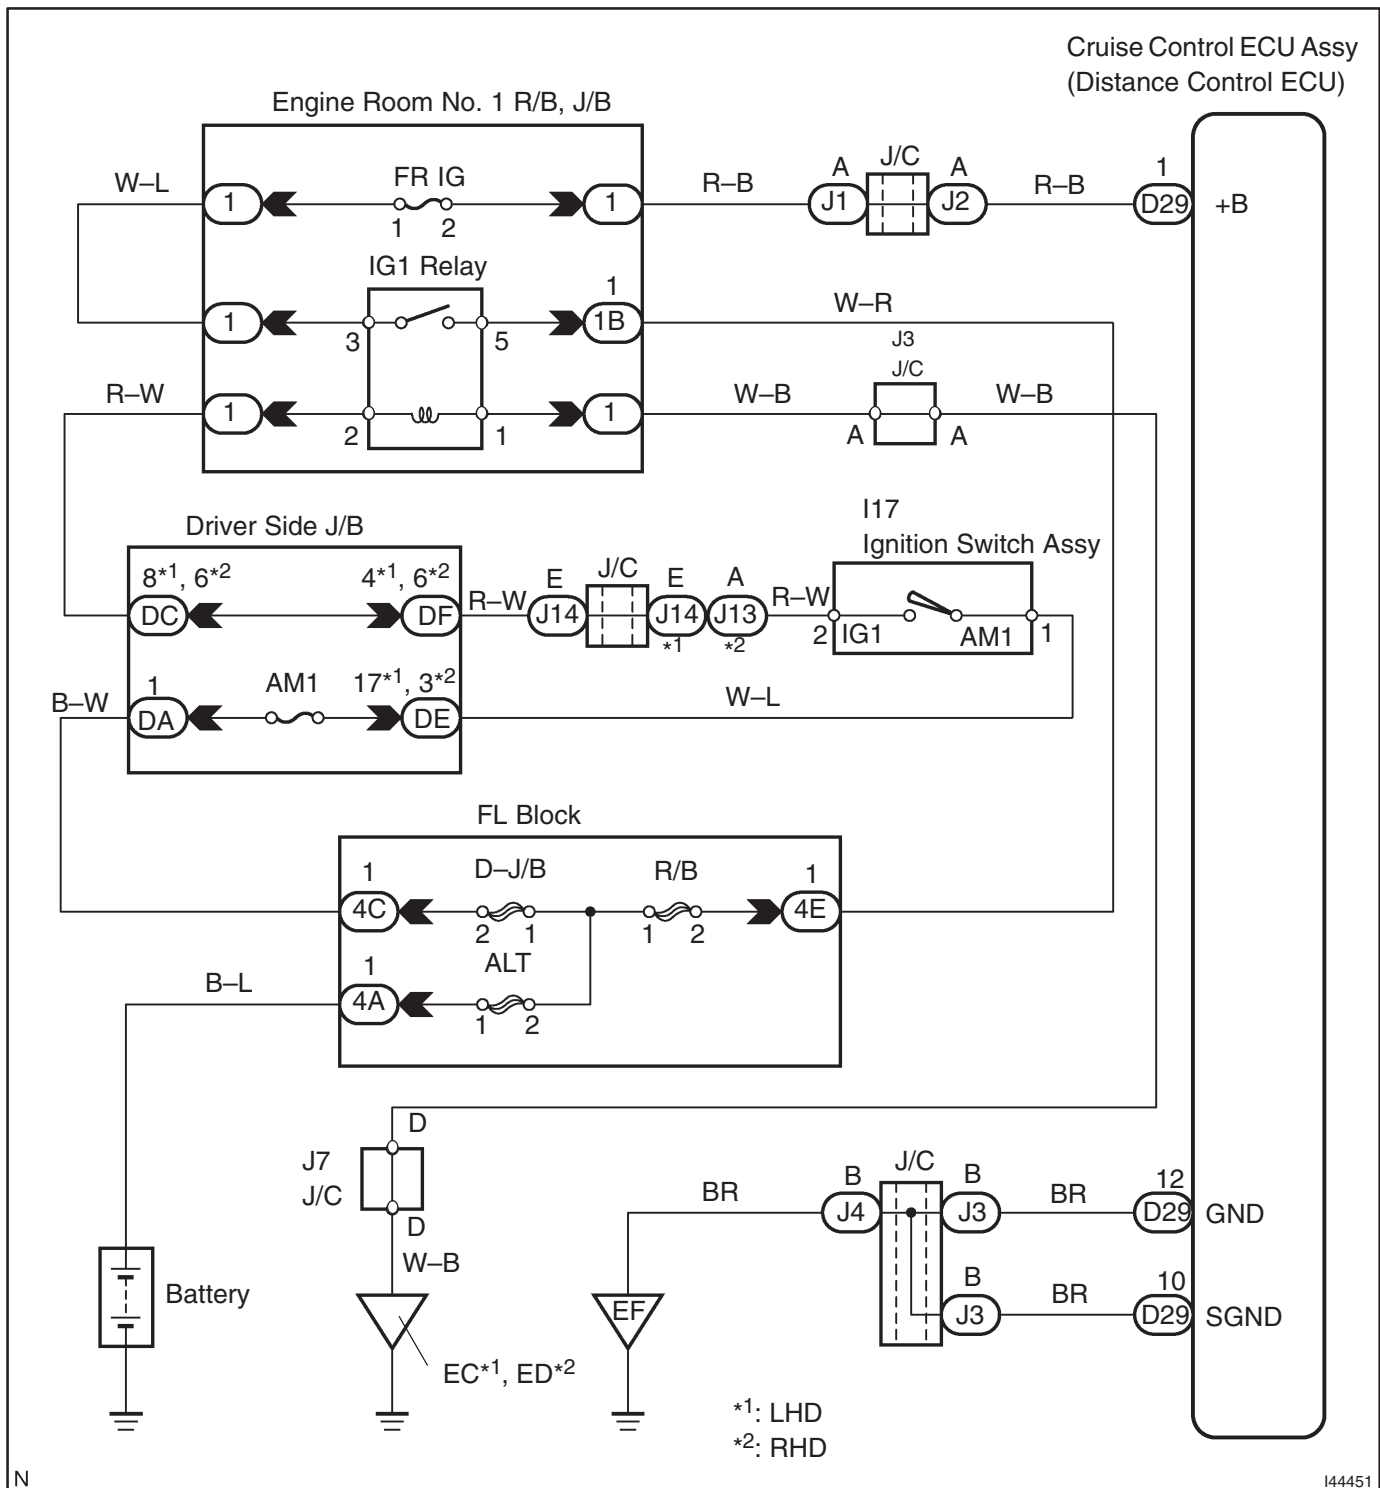 Cruise Control ECU Assy
(Distance Control ECU)
Engine Room No. 1 R/B, J/B
W–L
1
FR IG
1 2
1
R–B
A
J1
J/C
A
J2
R–B
1
D29
+B
IG1 Relay
1
3
5
1
1B
W–R
J3
J/C
R–W
1
2
1
1
W–B
A
A
W–B
Driver Side J/B
8*1, 6*2
DC
4*1, 6*2
DF
R–W
E
J14
J/C
E
J14
*1
A
J13
*2
R–W
I17
Ignition Switch Assy
2
IG1
AM1
1
B–W
1
DA
AM1
17*1, 3*2
DE
W–L
FL Block
1
4C
D–J/B
2 1
R/B
1 2
1
4E
B–L
1
4A
ALT
1 2
D
J7
J/C
D
W–B
Battery
EC*1, ED*2
BR
EF
B
J4
J/C
B
J3
BR
12
D29
GND
B
J3
BR
10
D29
SGND
*1: LHD
*2: RHD
N
I44451